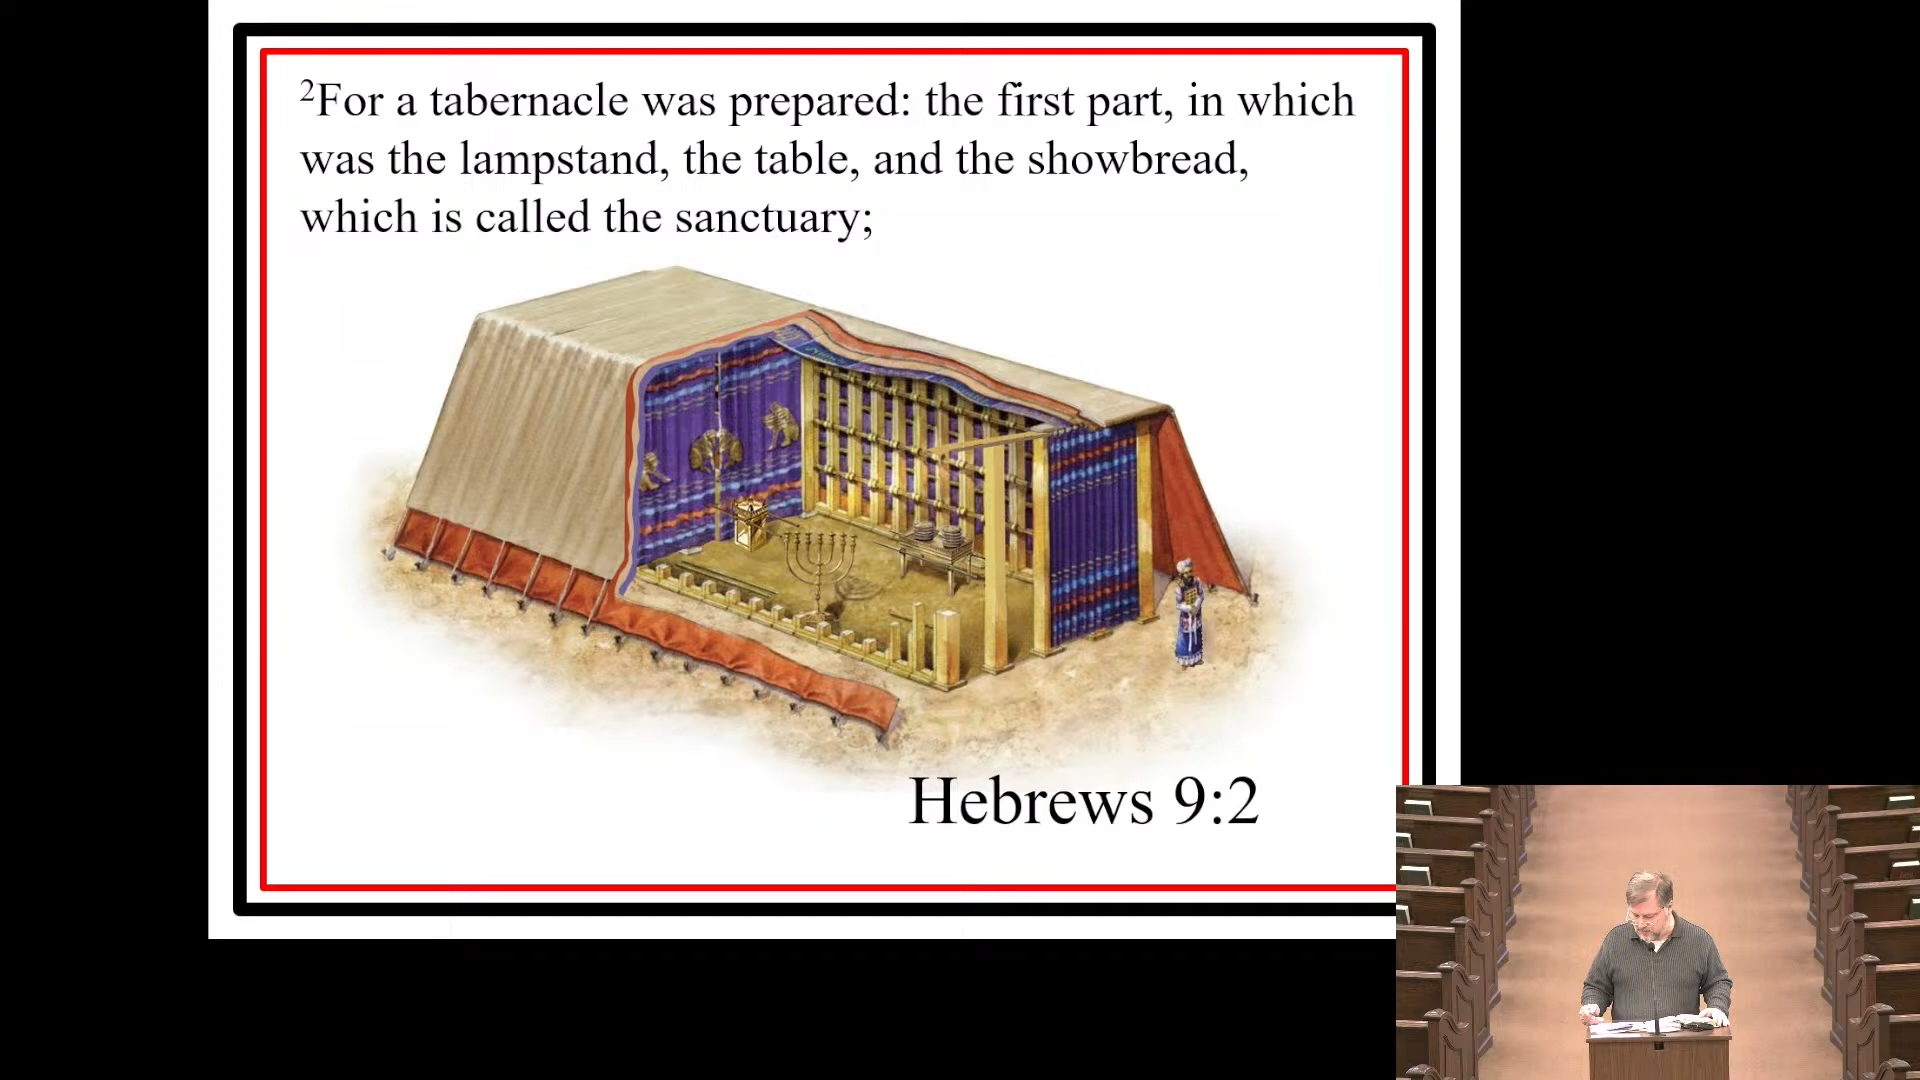 ²For a tabernacle was prepared: the first part, in which
was the lampstand, the table, and the showbread,
which is called the sanctuary;
Hebrews 9:2